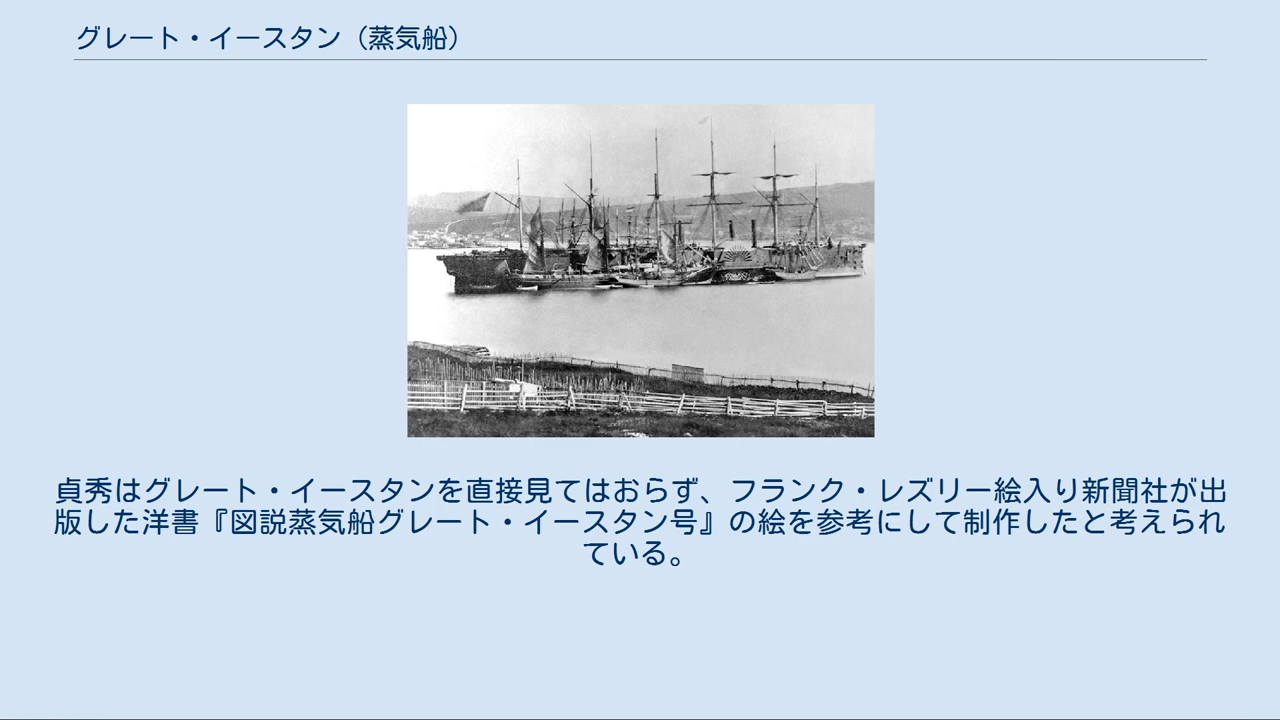 グレート・イースタン（蒸気船）
貞秀はグレート・イースタンを直接見てはおらず、フランク・レズリー絵入り新聞社が出
版した洋書『図説蒸気船グレート・イースタン号』の絵を参考にして制作したと考えられ
ている。